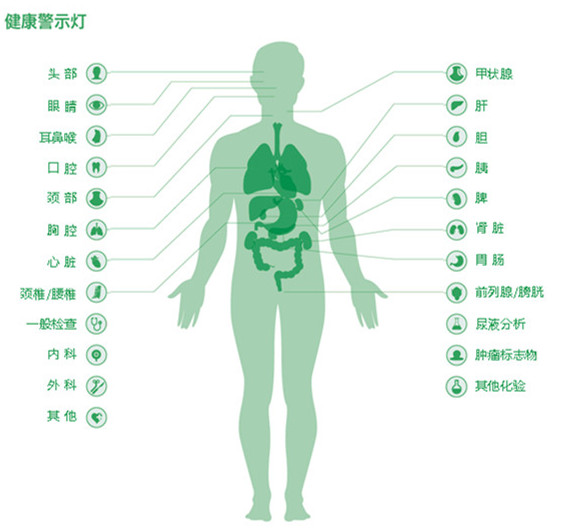 健康警示灯
头部
眼睛
耳鼻喉
口腔
颈部
胸腔
心脏
颈椎/腰椎
一般检查
内科
外科
其他
甲状腺
肝
胆
胰
脾
肾脏
胃肠
前列腺/膀胱
尿液分析
肿瘤标志物
其他化验